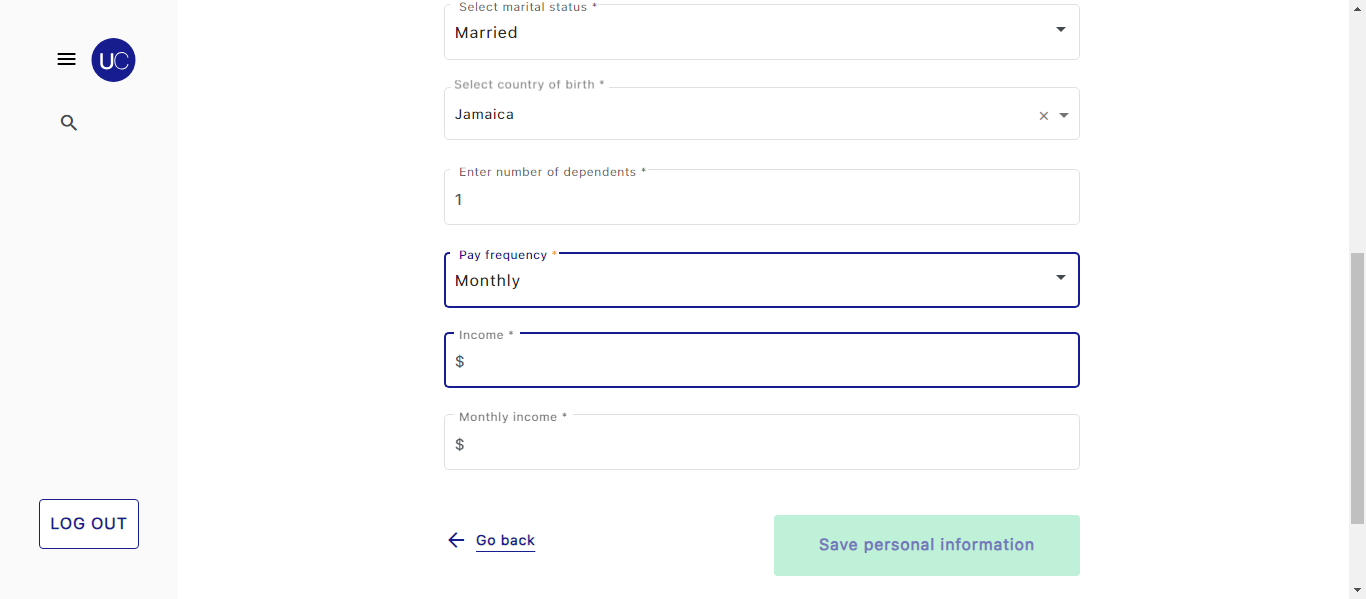 UC
LOG OUT
Select marital status *
Married
Select country of birth *
Jamaica
Enter number of dependents *
1
Pay frequency *
Monthly
Income *
$
Monthly income *
$
Go back
Save personal information